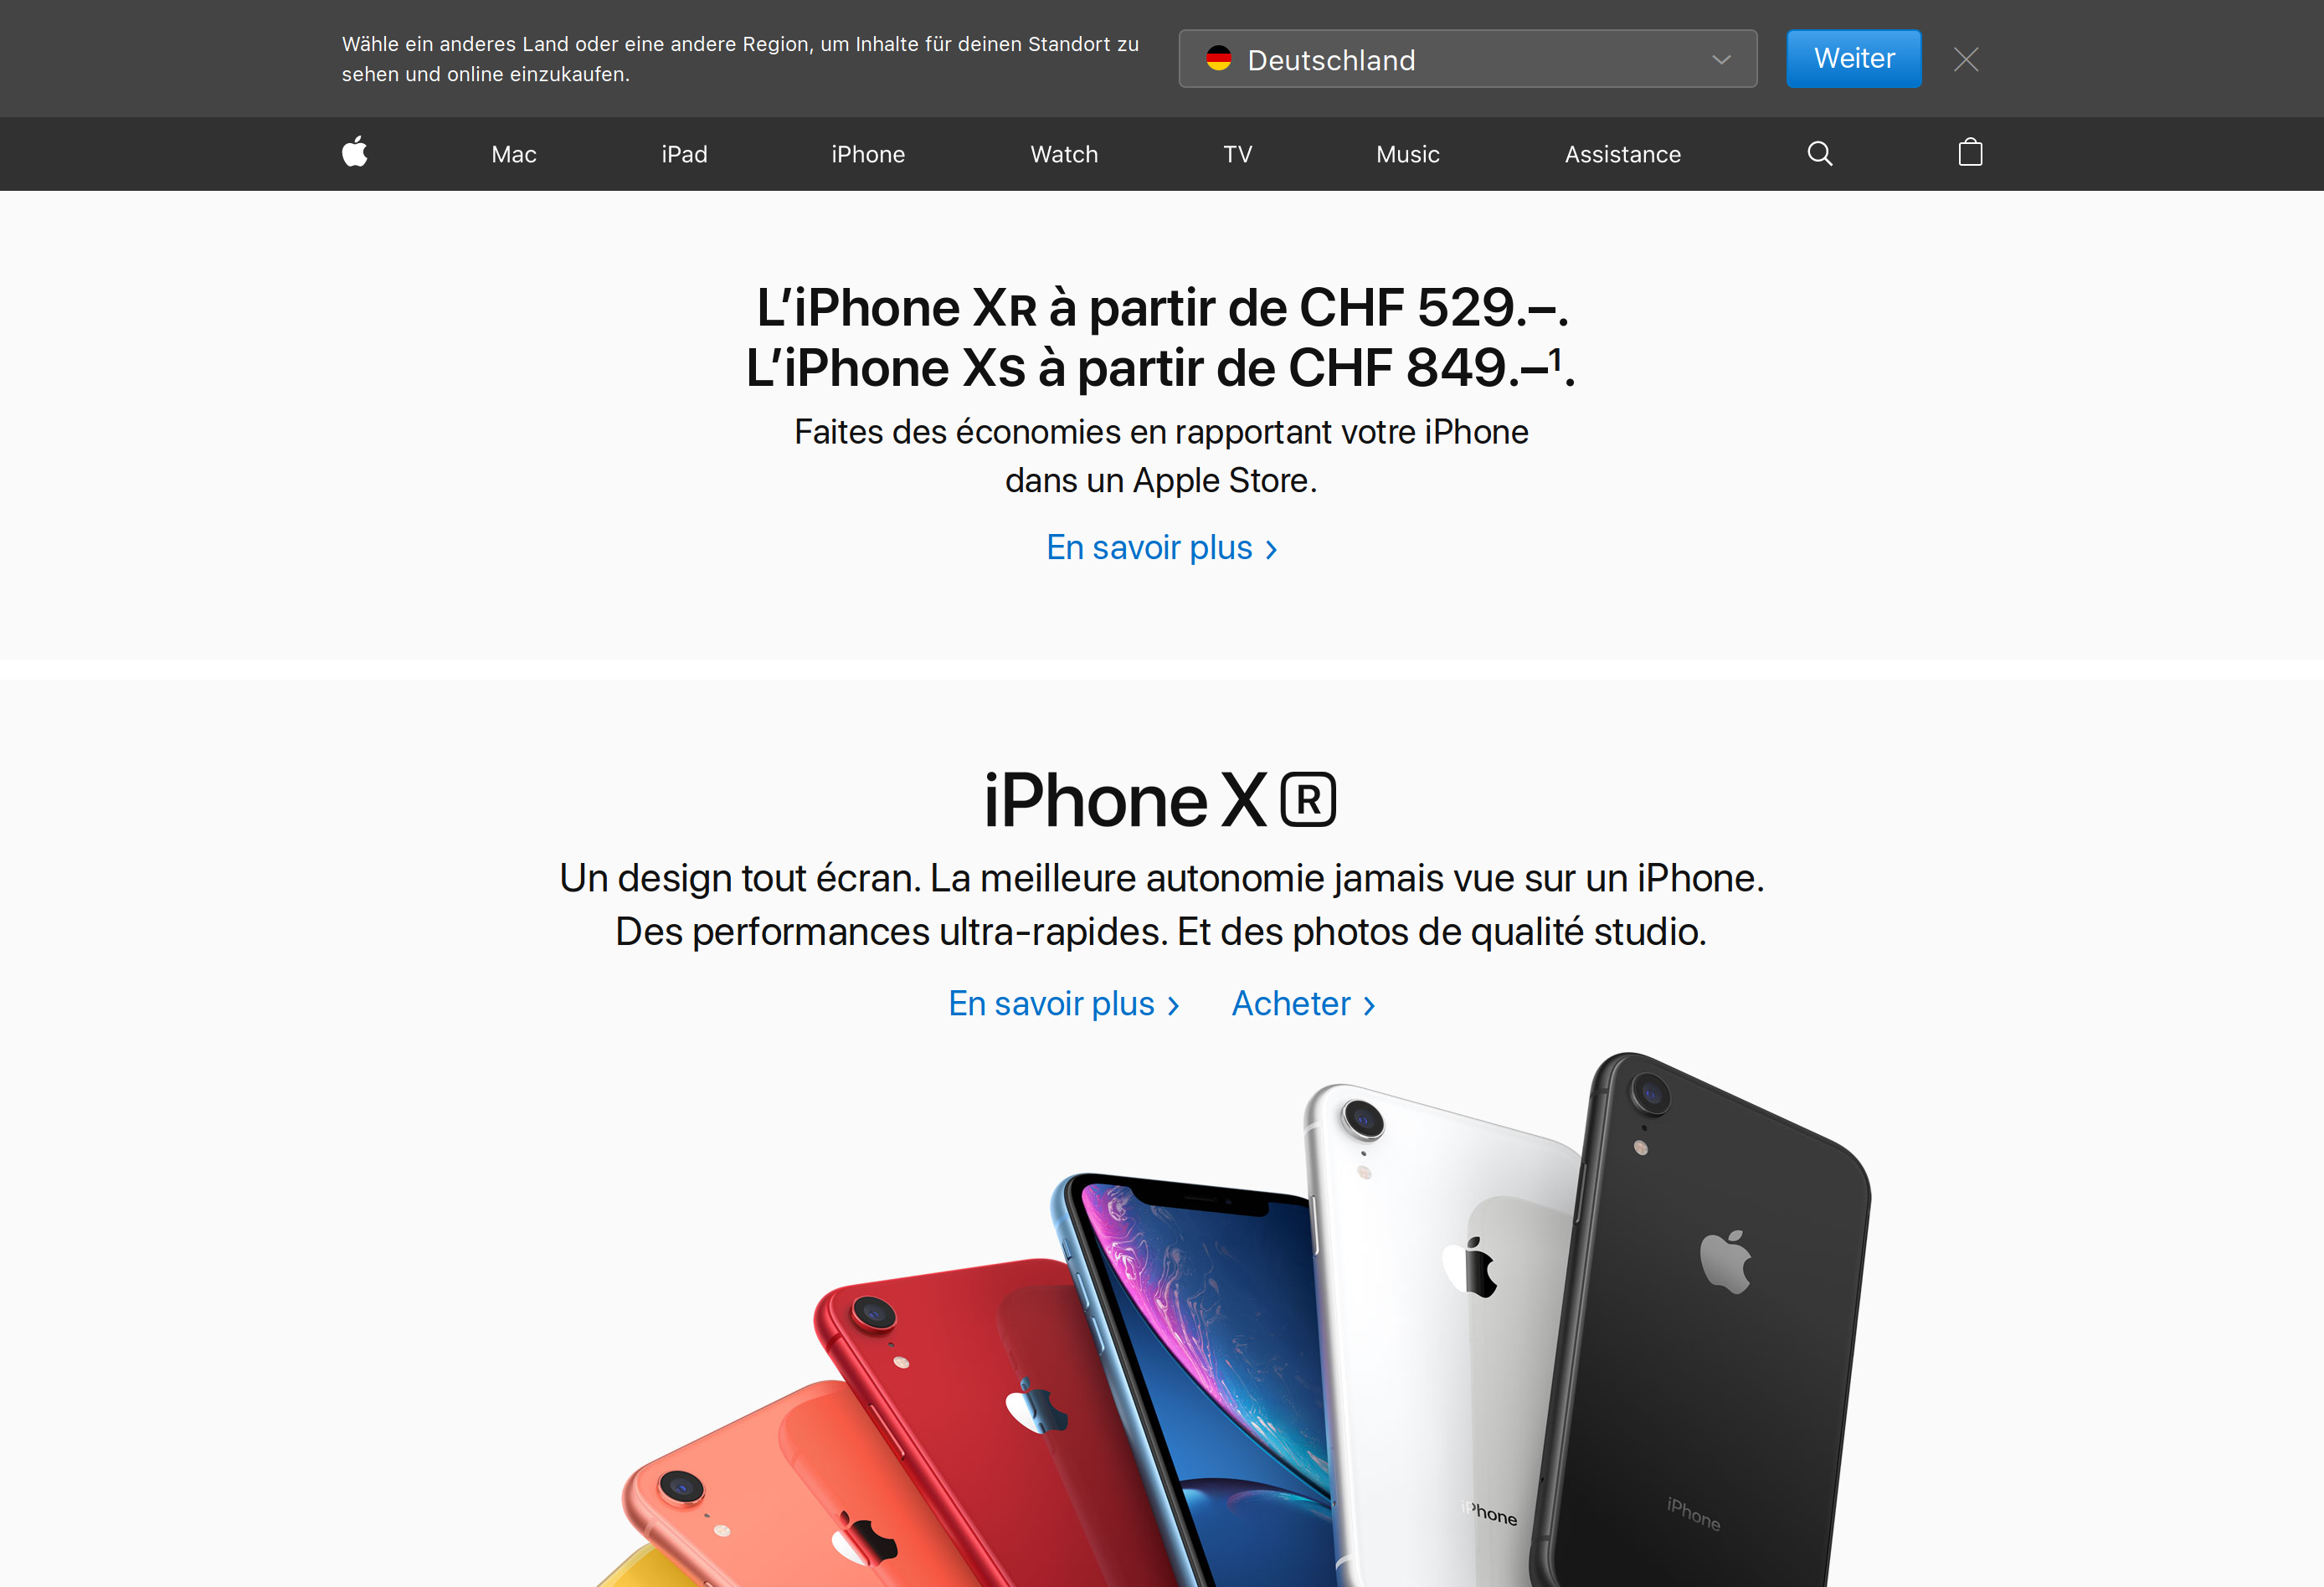 Wähle ein anderes Land oder eine andere Region, um Inhalte für deinen Standort zu
sehen und online einzukaufen.
Deutschland
Weiter
Mac iPad iPhone Watch TV Music Assistance
L’iPhone XR à partir de CHF 529.–.
L’iPhone XS à partir de CHF 849.–¹.
Faites des économies en rapportant votre iPhone
dans un Apple Store.
En savoir plus >
iPhone X R
Un design tout écran. La meilleure autonomie jamais vue sur un iPhone.
Des performances ultra-rapides. Et des photos de qualité studio.
En savoir plus > Acheter >
iPhone
iPhone